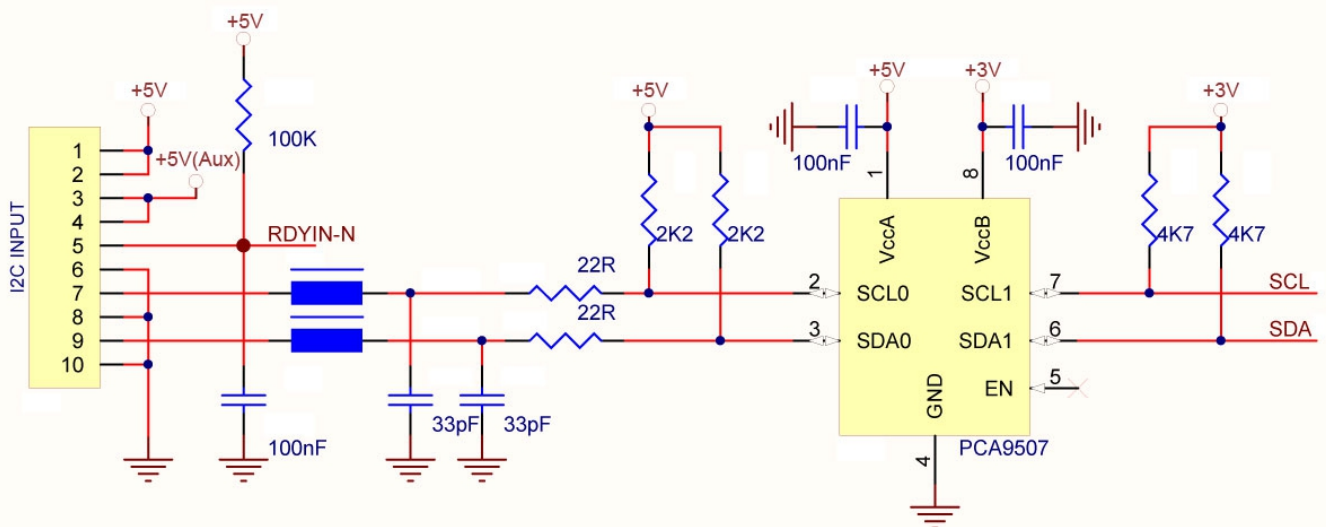 +5V
+5V
+5V(Aux)
100K
I2C INPUT
1
2
3
4
5
6
7
8
9
10
RDYIN-N
100nF
33pF
33pF
22R
22R
+5V
2K2
2K2
+5V
+3V
100nF
100nF
1
8
VccA
VccB
2
SCL0
SCL1
7
3
SDA0
SDA1
6
EN
5
GND
4
PCA9507
+3V
4K7
4K7
SCL
SDA